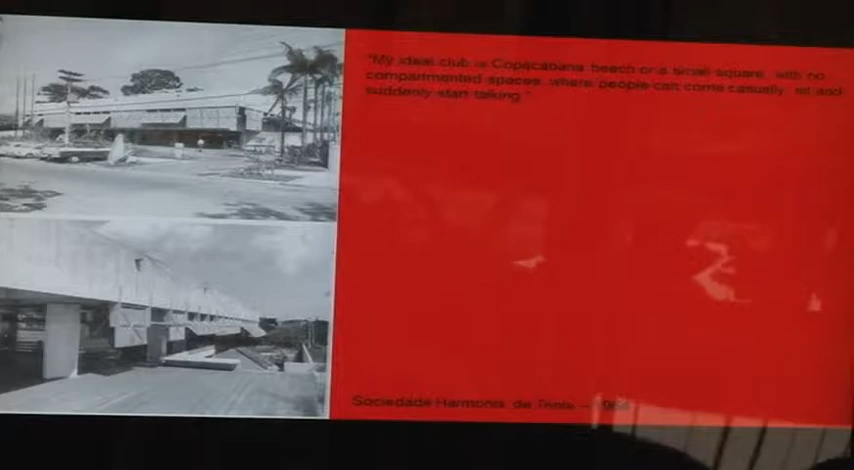 "My ideal club is Copacabana beech or a small square, with no
compartmented spaces, where people can come casually, sit and
suddenly start talking."
Sociedade Harmonia de Tênis –